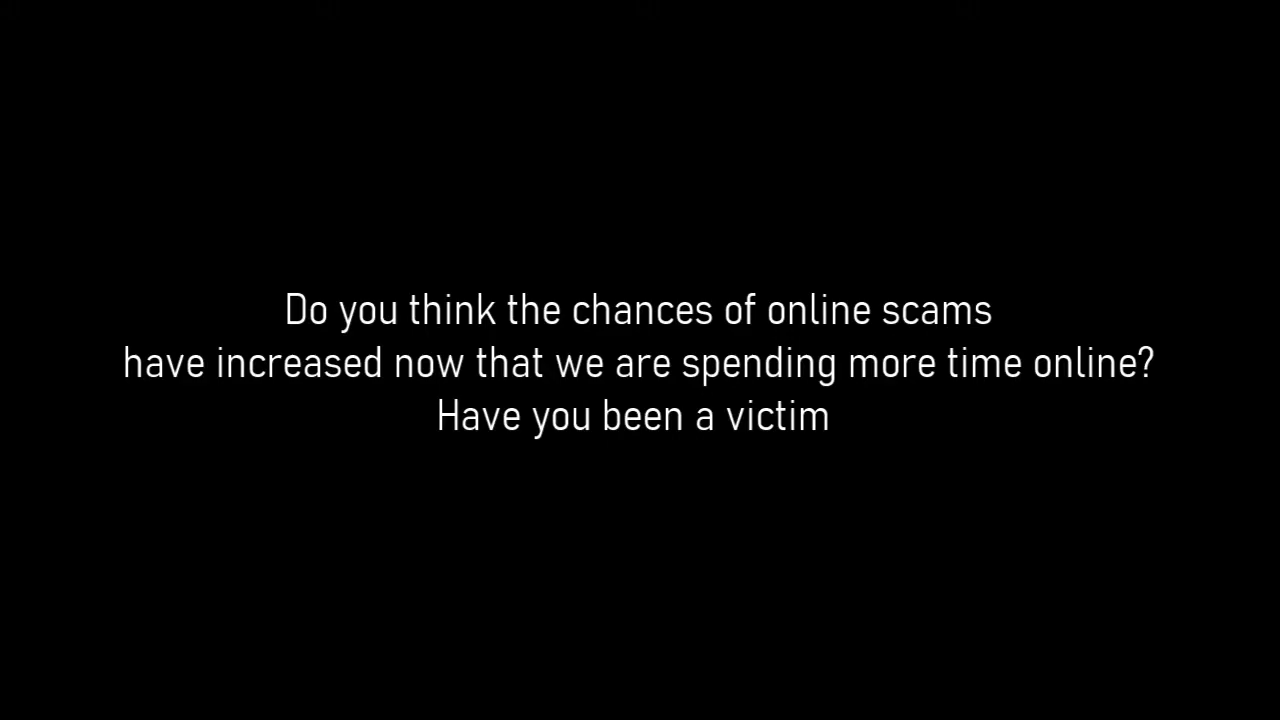 Do you think the chances of online scams
have increased now that we are spending more time online?
Have you been a victim